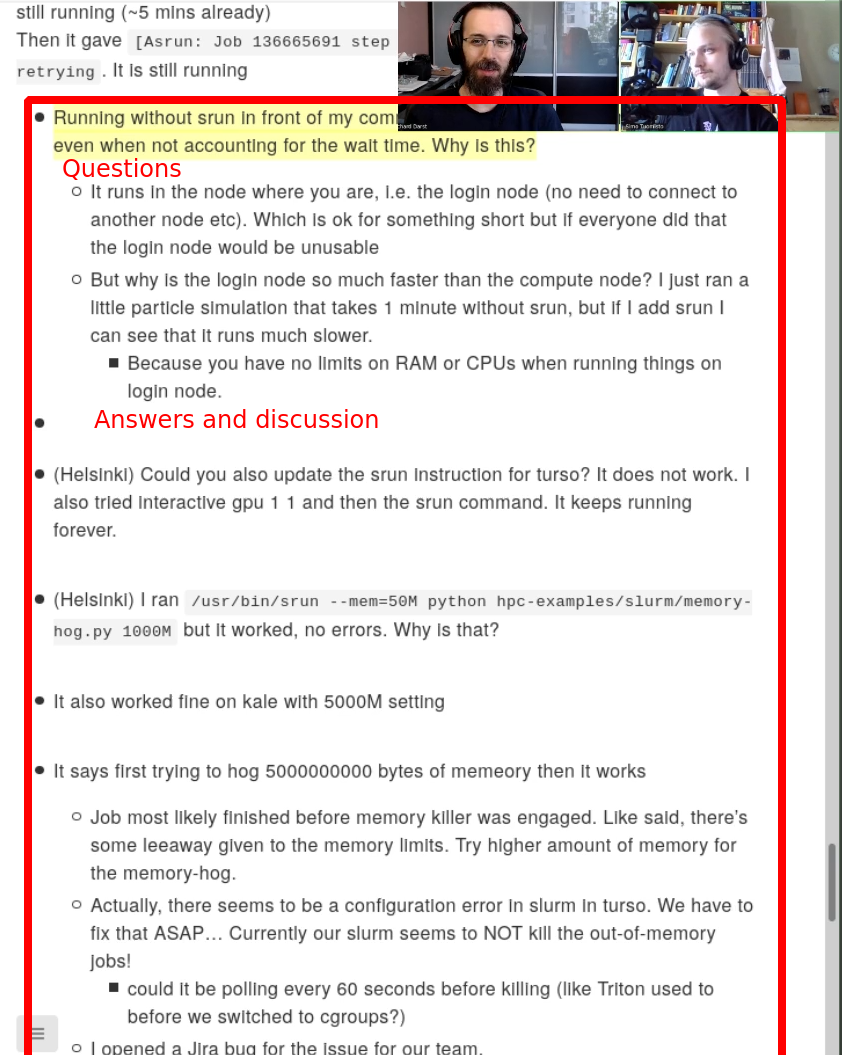 still running (~5 mins already)
Then it gave [Asrun: Job 136665691 step
retrying . It is still running
Running without srun in front of my com
even when not accounting for the wait time. Why is this?
Questions
It runs in the node where you are, i.e. the login node (no need to connect to
another node etc). Which is ok for something short but if everyone did that
the login node would be unusable
But why is the login node so much faster than the compute node? I just ran a
little particle simulation that takes 1 minute without srun, but if I add srun I
can see that it runs much slower.
Because you have no limits on RAM or CPUs when running things on
login node.
Answers and discussion
(Helsinki) Could you also update the srun instruction for turso? It does not work. I
also tried interactive gpu 1 1 and then the srun command. It keeps running
forever.
(Helsinki) I ran /usr/bin/srun --mem=50M python hpc-examples/slurm/memory-
hog.py 1000M but it worked, no errors. Why is that?
It also worked fine on kale with 5000M setting
It says first trying to hog 5000000000 bytes of memeory then it works
Job most likely finished before memory killer was engaged. Like said, there's
some leeaway given to the memory limits. Try higher amount of memory for
the memory-hog.
Actually, there seems to be a configuration error in slurm in turso. We have to
fix that ASAP… Currently our slurm seems to NOT kill the out-of-memory
jobs!
could it be polling every 60 seconds before killing (like Triton used to
before we switched to cgroups?)
I opened a Jira bug for the issue for our team.